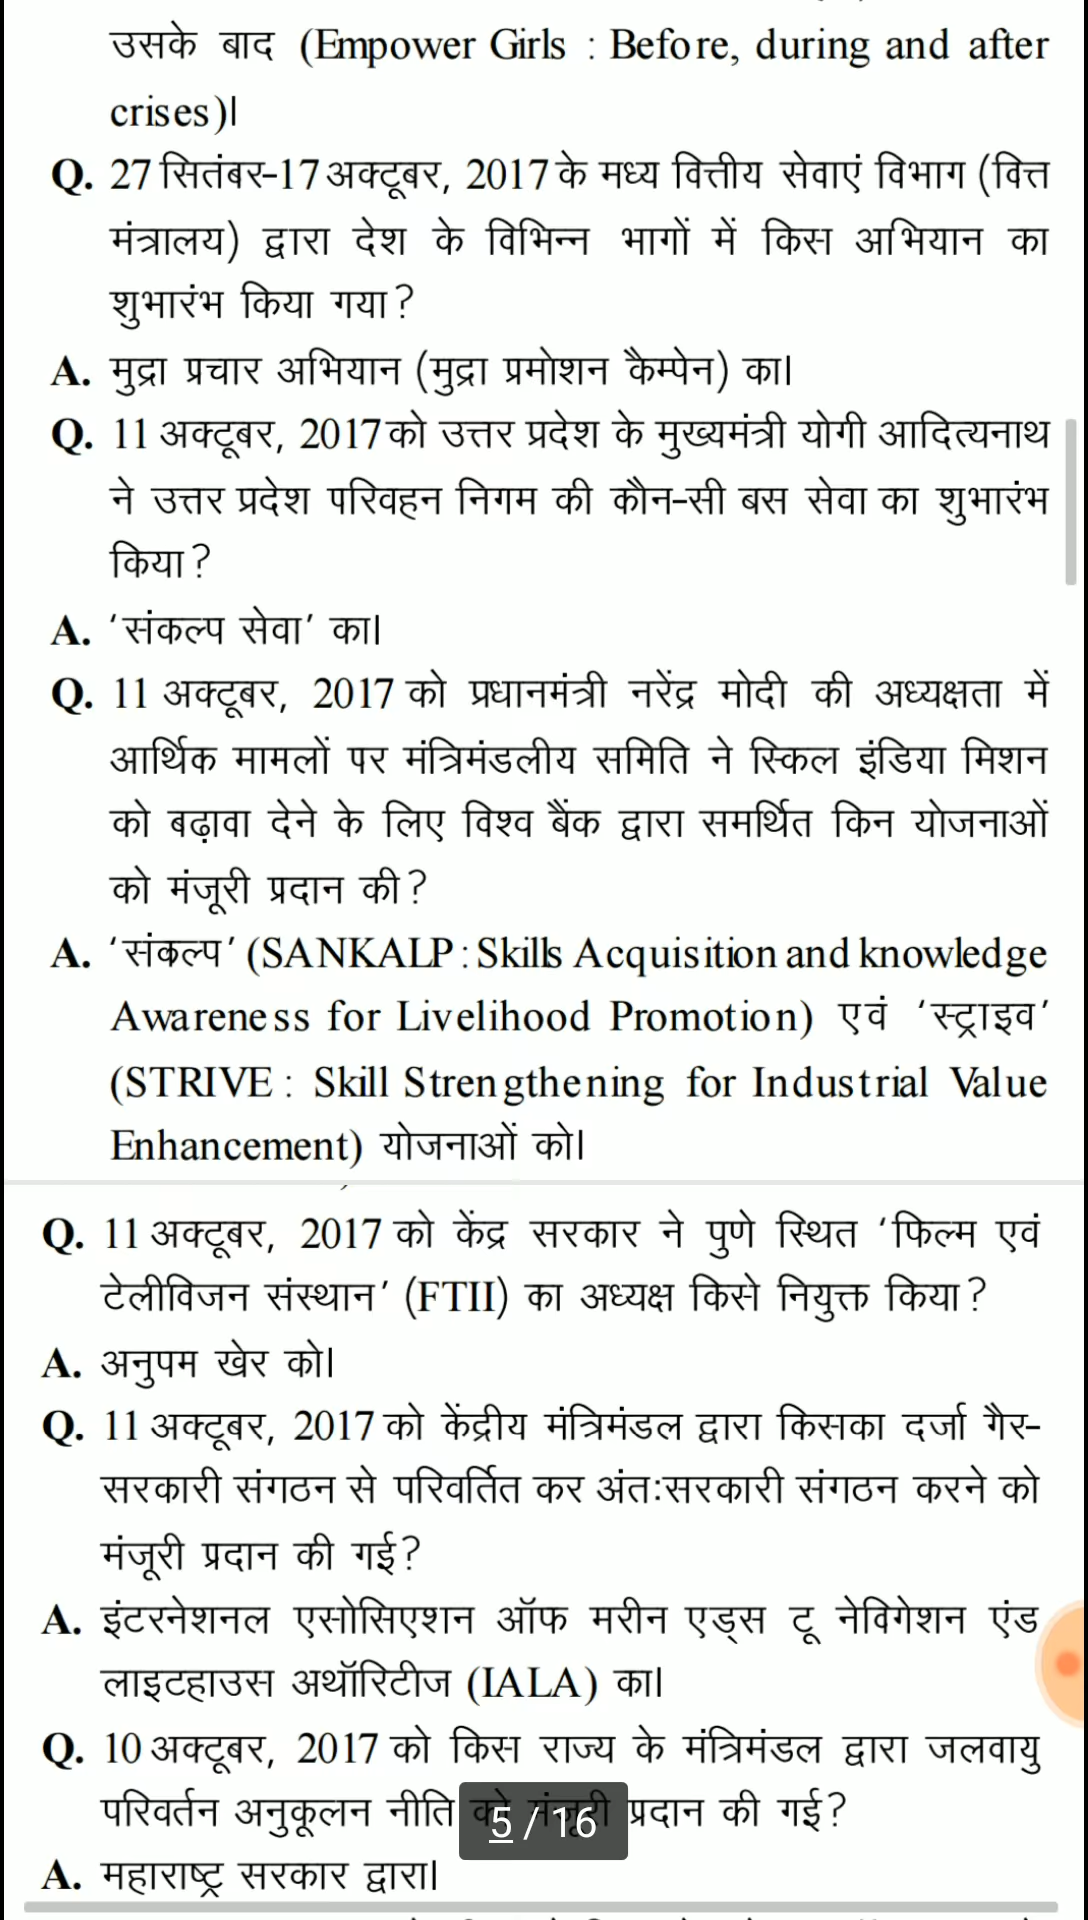 उसके बाद (Empower Girls : Before, during and after
crises)।
Q. 27 सितंबर-17 अक्टूबर, 2017 के मध्य वित्तीय सेवाएं विभाग (वित्त
मंत्रालय) द्वारा देश के विभिन्न भागों में किस अभियान का
शुभारंभ किया गया?
A. मुद्रा प्रचार अभियान (मुद्रा प्रमोशन कैम्पेन) का।
Q. 11 अक्टूबर, 2017 को उत्तर प्रदेश के मुख्यमंत्री योगी आदित्यनाथ
ने उत्तर प्रदेश परिवहन निगम की कौन-सी बस सेवा का शुभारंभ
किया?
A. ‘संकल्प सेवा’ का।
Q. 11 अक्टूबर, 2017 को प्रधानमंत्री नरेंद्र मोदी की अध्यक्षता में
आर्थिक मामलों पर मंत्रिमंडलीय समिति ने स्किल इंडिया मिशन
को बढ़ावा देने के लिए विश्व बैंक द्वारा समर्थित किन योजनाओं
को मंजूरी प्रदान की?
A. ‘संकल्प’ (SANKALP : Skills Acquisition and knowledge
Awareness for Livelihood Promotion) एवं ‘स्ट्राइव’
(STRIVE : Skill Strengthening for Industrial Value
Enhancement) योजनाओं को।
Q. 11 अक्टूबर, 2017 को केंद्र सरकार ने पुणे स्थित ‘फिल्म एवं
टेलीविजन संस्थान’ (FTII) का अध्यक्ष किसे नियुक्त किया?
A. अनुपम खेर को।
Q. 11 अक्टूबर, 2017 को केंद्रीय मंत्रिमंडल द्वारा किसका दर्जा गैर-
सरकारी संगठन से परिवर्तित कर अंतःसरकारी संगठन करने को
मंजूरी प्रदान की गई?
A. इंटरनेशनल एसोसिएशन ऑफ मरीन एड्स टू नेविगेशन एंड
लाइटहाउस अथॉरिटीज (IALA) का।
Q. 10 अक्टूबर, 2017 को किस राज्य के मंत्रिमंडल द्वारा जलवायु
परिवर्तन अनुकूलन नीति को मंजूरी प्रदान की गई?
5 / 16
A. महाराष्ट्र सरकार द्वारा।